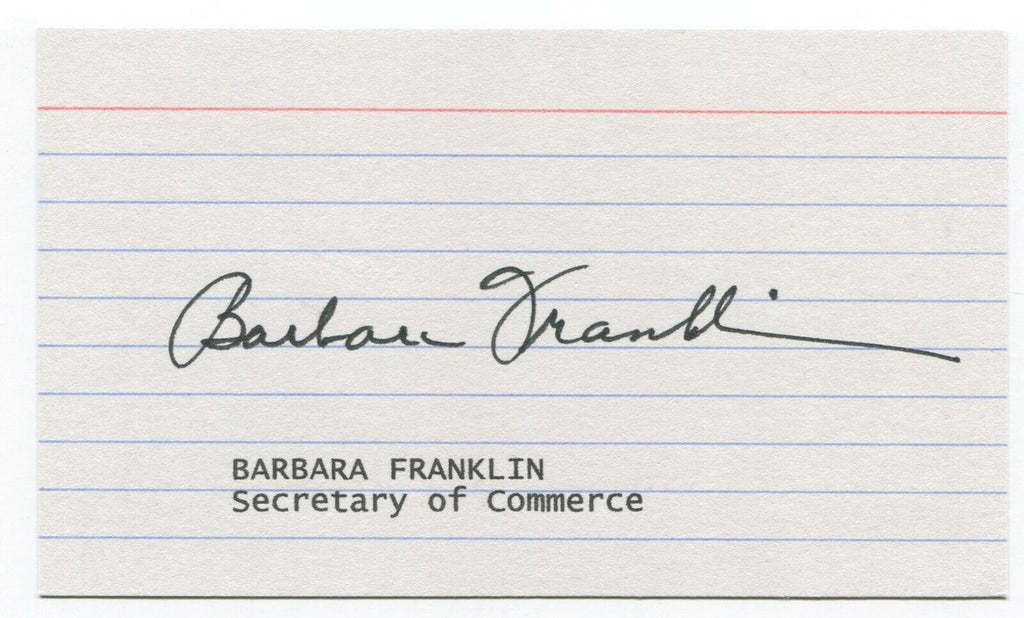 Barbara Franklin
BARBARA FRANKLIN
Secretary of Commerce